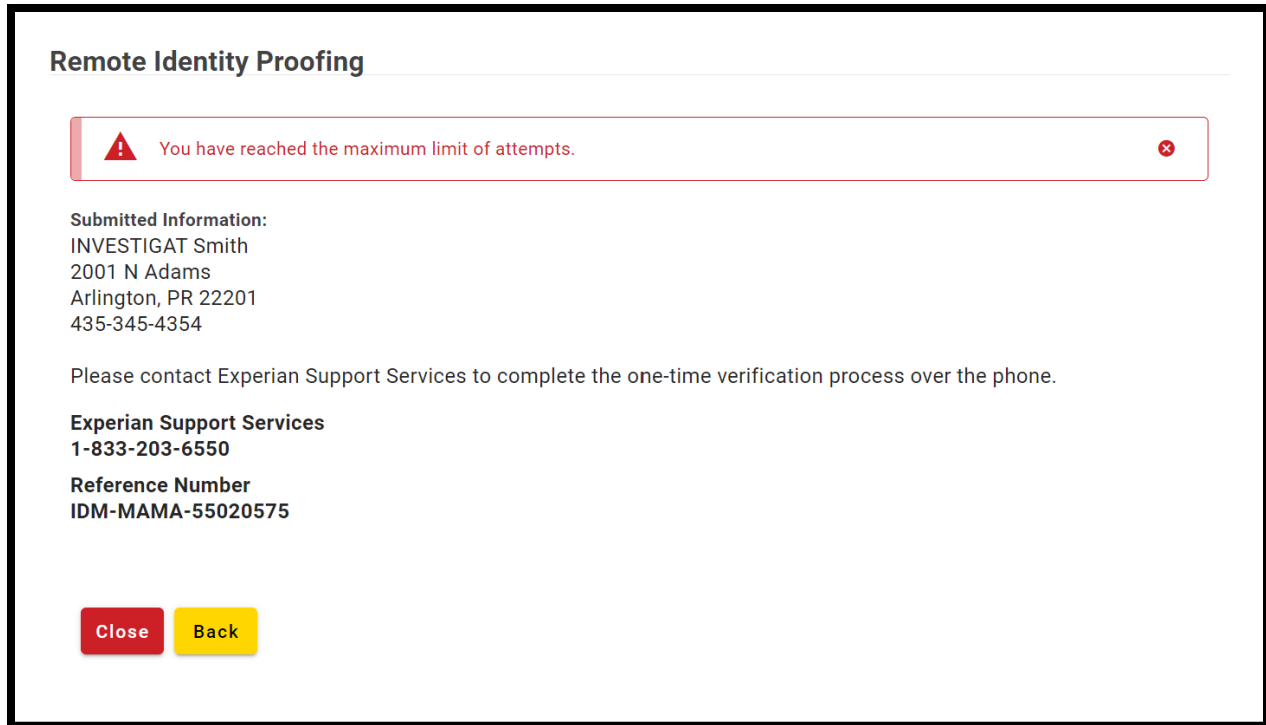 Remote Identity Proofing
You have reached the maximum limit of attempts.
Submitted Information:
INVESTIGAT Smith
2001 N Adams
Arlington, PR 22201
435-345-4354
Please contact Experian Support Services to complete the one-time verification process over the phone.
Experian Support Services
1-833-203-6550
Reference Number
IDM-MAMA-55020575
Close Back